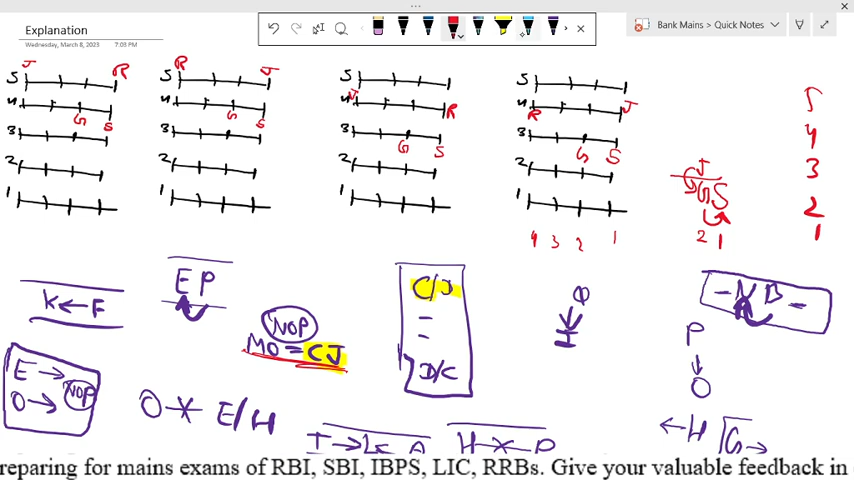 Explanation
Wednesday, March 8, 2023 7:03 PM
Bank Mains > Quick Notes
J R R J
5 5 5 5 5
4 4 J 4 R 4 R J 4
G S G S
3 3 3 G S 3 G S 3
J
G S
2 2 2 2 2
1 1 1 1 1
4 3 2 1 2 1
E P
C/J
K ← F
NOP
- N B -
MO = CJ
P
D/C
E →
NOP
O →
O
O E/H
← H G →
preparing for mains exams of RBI, SBI, IBPS, LIC, RRBs. Give your valuable feedback in